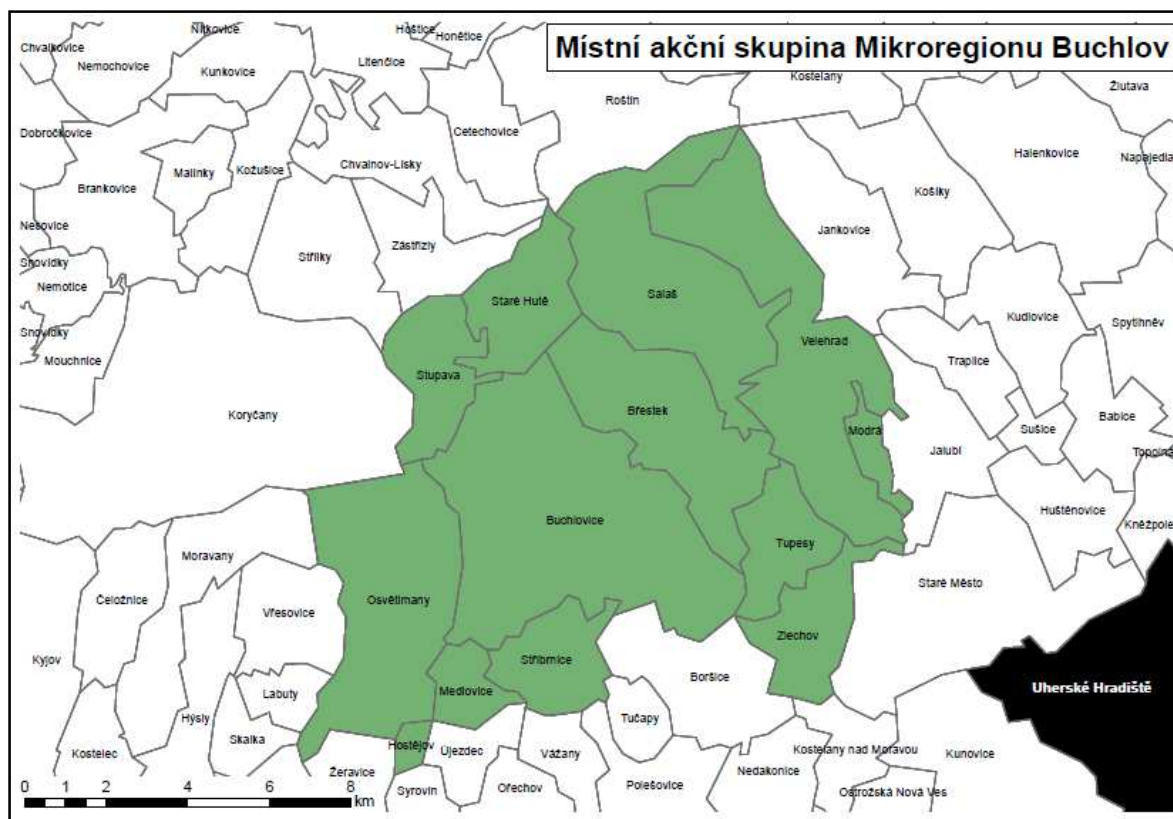 Místní akční skupina Mikroregionu Buchlov
Nítkovice
Hoštice
Honětice
Chvalkovice
Nemochovice
Kunkovice
Litenčice
Kostelany
Žlutava
Roštín
Dobročkovice
Cetechovice
Halenkovice
Napajedla
Malínky
Kožušice
Chvalnov-Lísky
Brankovice
Košíky
Nesovice
Jankovice
Zástřizly
Střílky
Snovídky
Nemotice
Staré Hutě
Salaš
Kudlovice
Spytihněv
Snovídky
Mouchnice
Velehrad
Traplice
Stupava
Koryčany
Břestek
Modrá
Sušice
Babice
Jalubí
Topolná
Huštěnovice
Kněžpole
Buchlovice
Tupesy
Moravany
Staré Město
Čeložnice
Osvětimany
Vřesovice
Zlechov
Kyjov
Stříbrnice
Boršice
Labuty
Medlovice
Uherské Hradiště
Hýsly
Tučapy
Skalka
Kostelec
Hostějov
Újezdec
Vážany
Kostelany nad Moravou
Kunovice
Žeravice
Nedakonice
Polešovice
Syrovín
Ořechov
Ostrožská Nová Ves
0 1 2 4 6 8
km